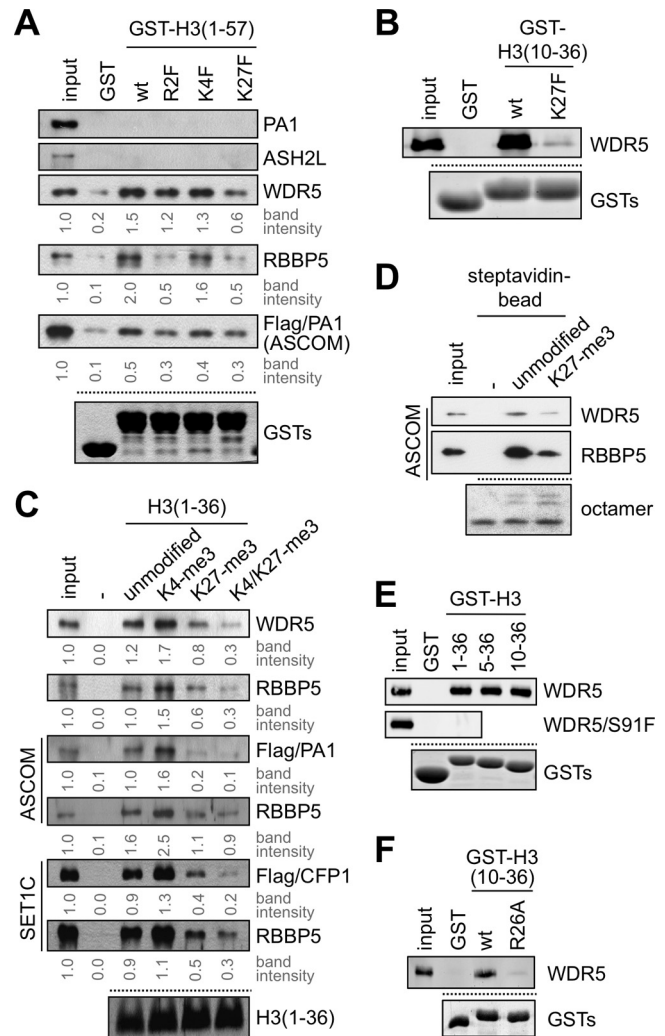 A
GST-H3(1-57)
input
GST
wt
R2F
K4F
K27F
PA1
ASH2L
WDR5
1.0 0.2 1.5 1.2 1.3 0.6
band
intensity
RBBP5
1.0 0.1 2.0 0.5 1.6 0.5
band
intensity
Flag/PA1
(ASCOM)
1.0 0.1 0.5 0.3 0.4 0.3
band
intensity
GSTs
B
GST-
H3(10-36)
input
GST
wt
K27F
WDR5
GSTs
C
H3(1-36)
input
-
unmodified
K4-me3
K27-me3
K4/K27-me3
WDR5
1.0 0.0 1.2 1.7 0.8 0.3
band
intensity
RBBP5
1.0 0.0 1.0 1.5 0.6 0.3
band
intensity
ASCOM
Flag/PA1
1.0 0.1 1.0 1.6 0.2 0.1
band
intensity
RBBP5
1.0 0.1 1.6 2.5 1.1 0.9
band
intensity
SET1C
Flag/CFP1
1.0 0.0 0.9 1.3 0.4 0.2
band
intensity
RBBP5
1.0 0.0 0.9 1.1 0.5 0.3
band
intensity
H3(1-36)
D
steptavidin-
bead
input
-
unmodified
K27-me3
ASCOM
WDR5
RBBP5
octamer
E
GST-H3
input
GST
1-36
5-36
10-36
WDR5
WDR5/S91F
GSTs
F
GST-H3
(10-36)
input
GST
wt
R26A
WDR5
GSTs